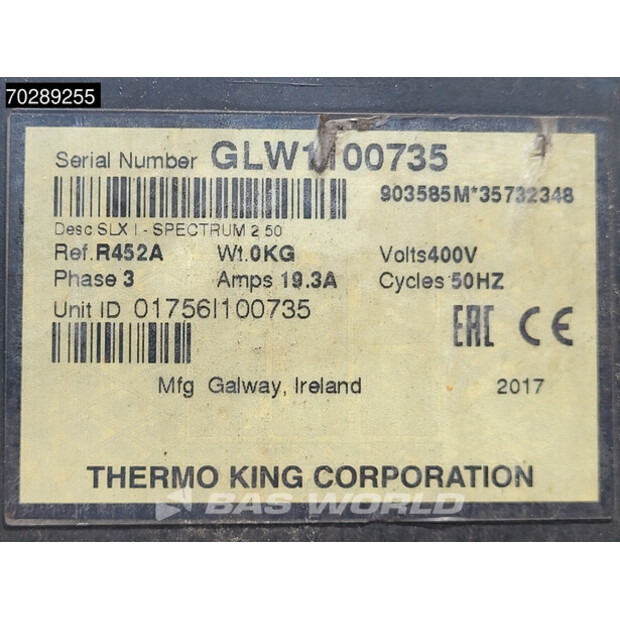 70289255
Serial Number GLW1100735
903585M*35732348
Desc SLX I - SPECTRUM 2 50
Ref.R452A Wt.0KG Volts400V
Phase 3 Amps 19.3A Cycles 50HZ
Unit ID 01756I100735
EAC CE
Mfg Galway, Ireland 2017
THERMO KING CORPORATION
BAS WORLD